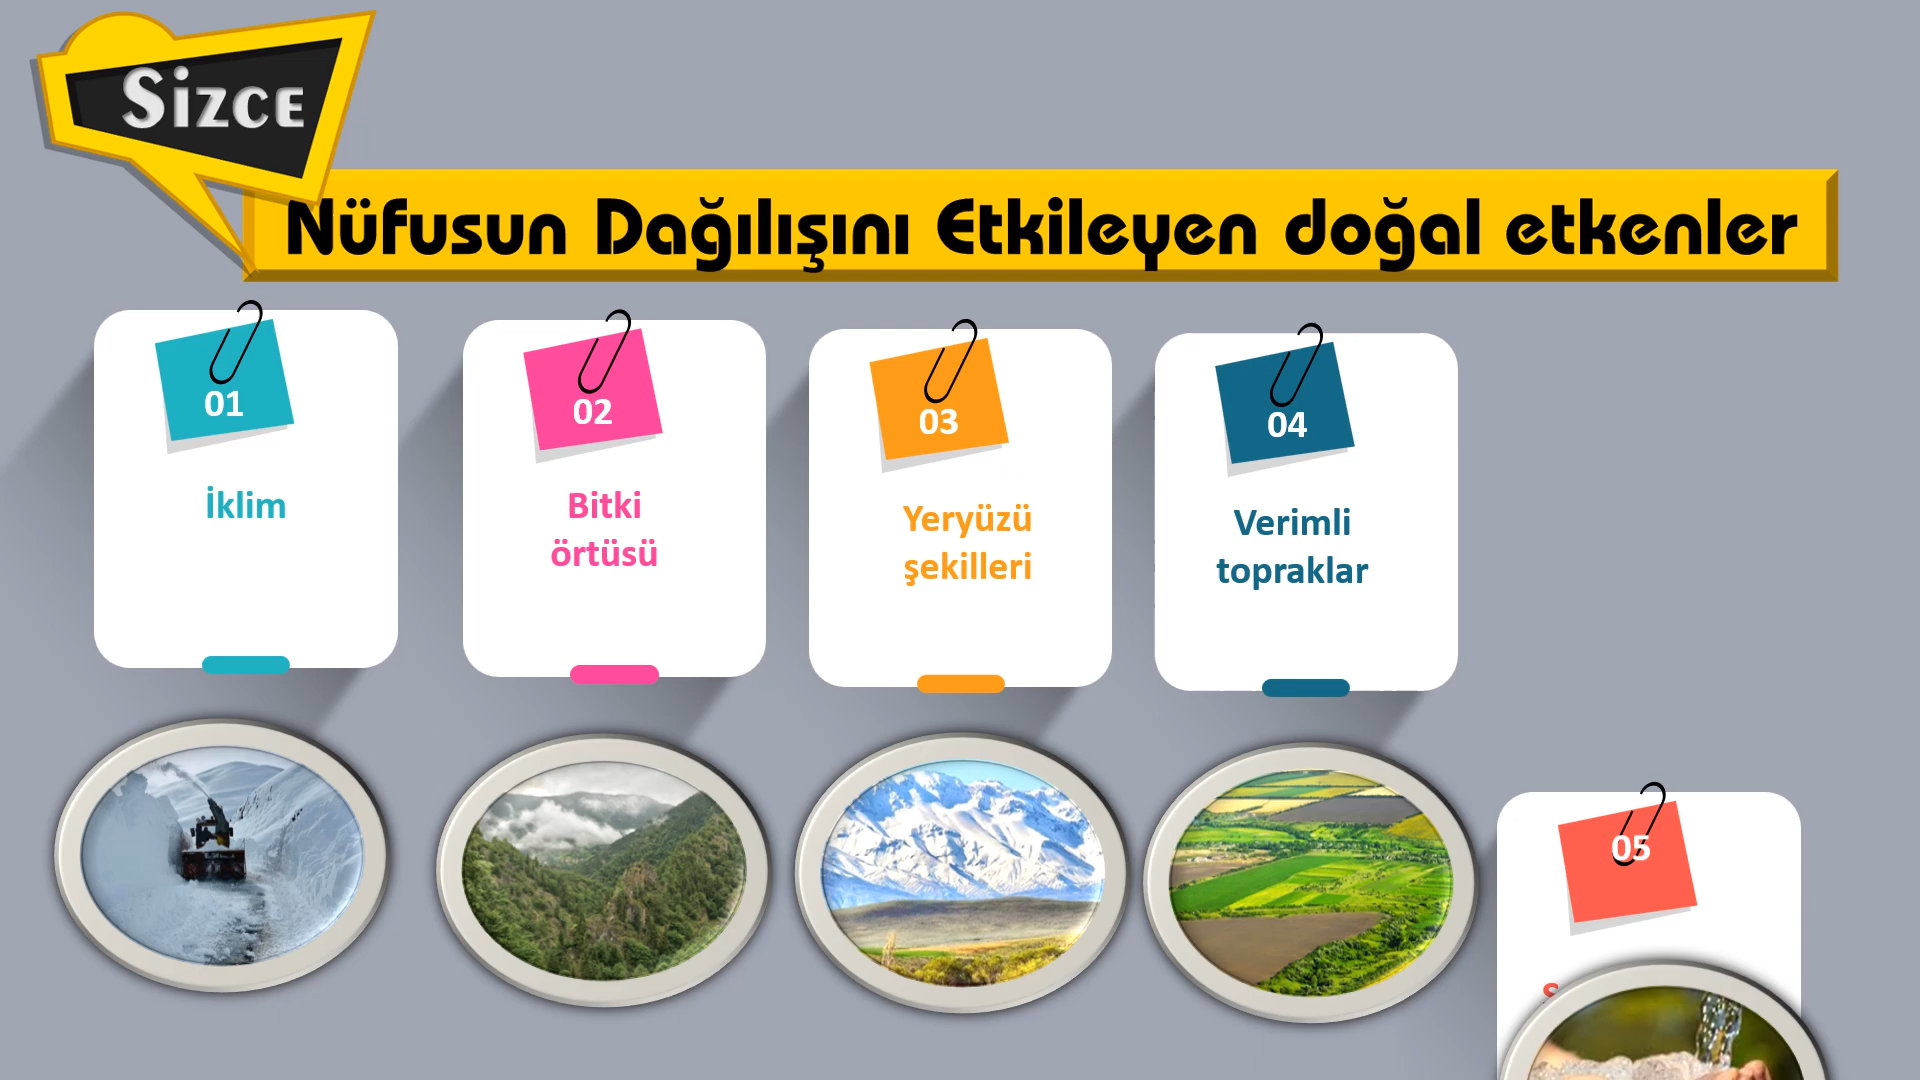 Sizce
Nüfusun Dağılışını Etkileyen doğal etkenler
01
İklim
02
Bitki
örtüsü
03
Yeryüzü
şekilleri
04
Verimli
topraklar
05